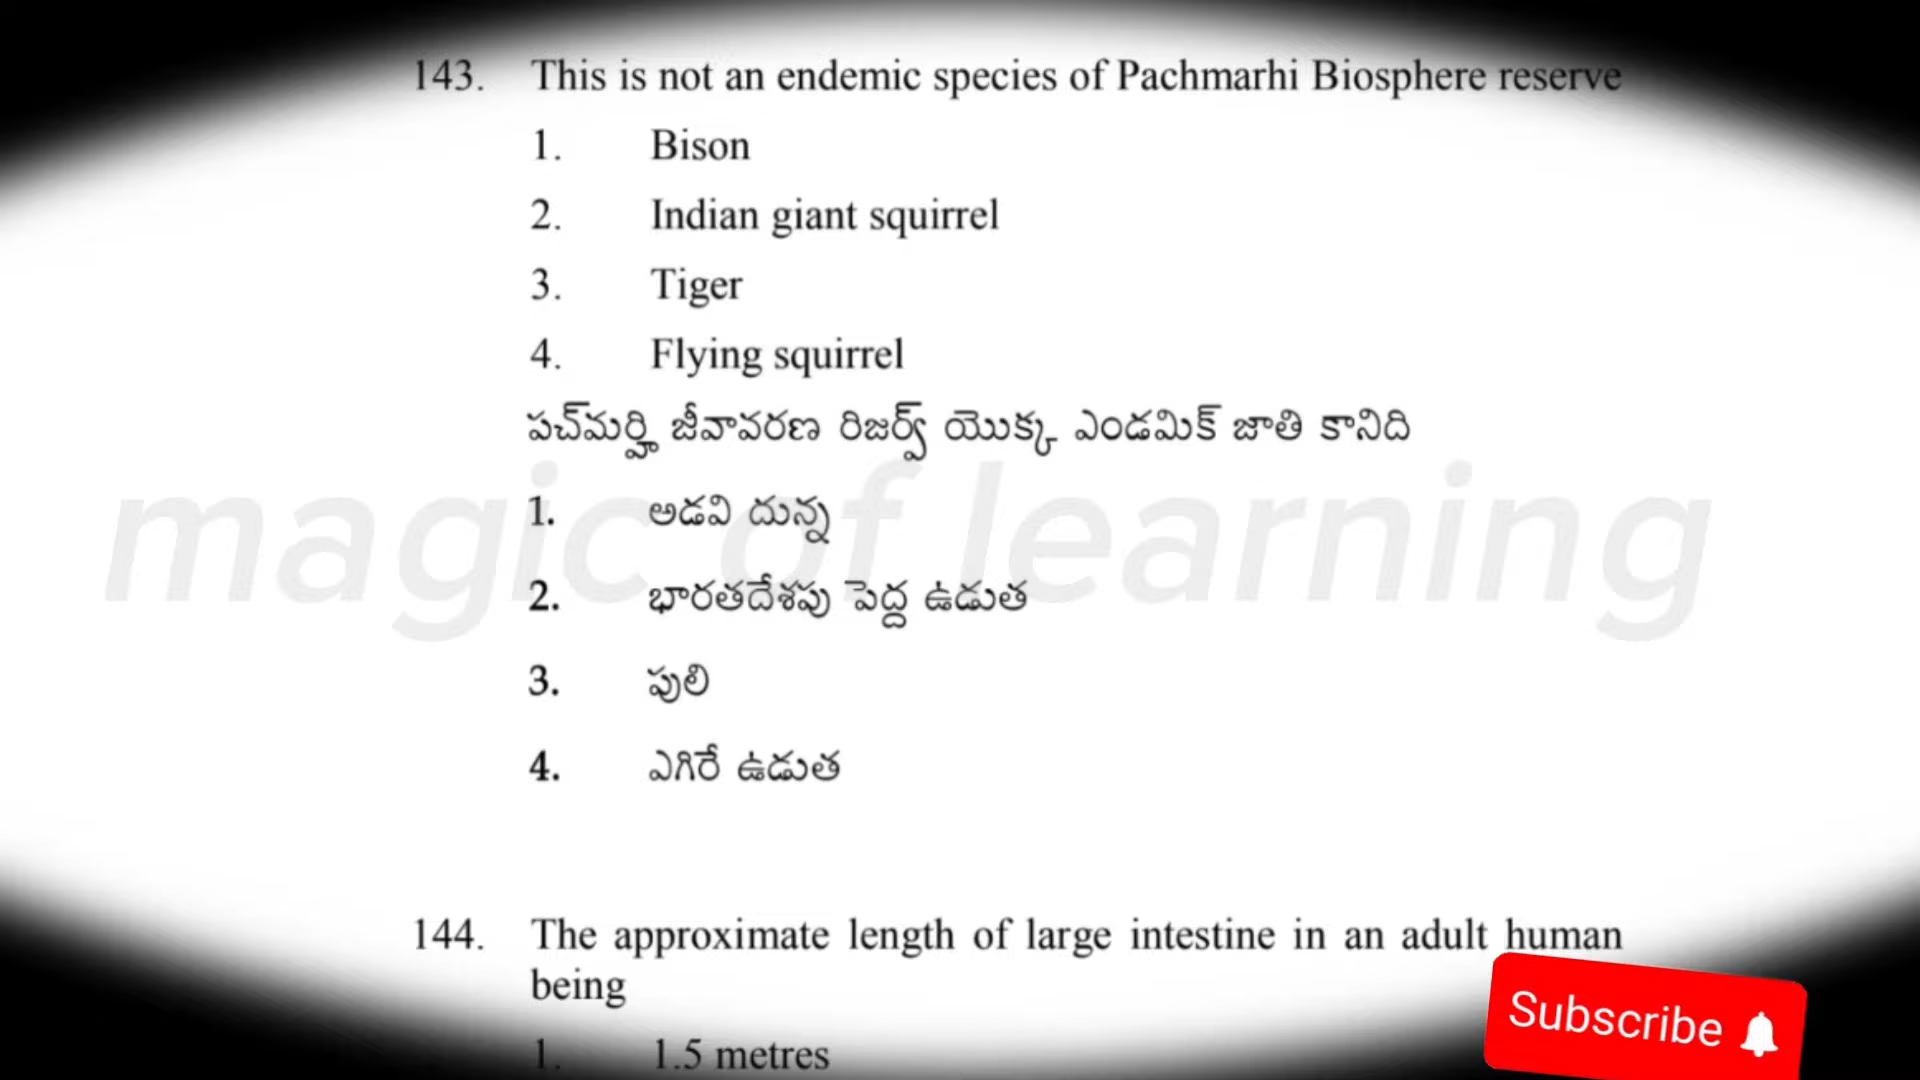 143. This is not an endemic species of Pachmarhi Biosphere reserve
1. Bison
2. Indian giant squirrel
3. Tiger
4. Flying squirrel
పచ్‌మర్హి జీవావరణ రిజర్వ్ యొక్క ఎండమిక్ జాతి కానిది
1. అడవి దున్న
2. భారతదేశపు పెద్ద ఉడుత
3. పులి
4. ఎగిరే ఉడుత
magic of learning
144. The approximate length of large intestine in an adult human
being
1. 1.5 metres
Subscribe